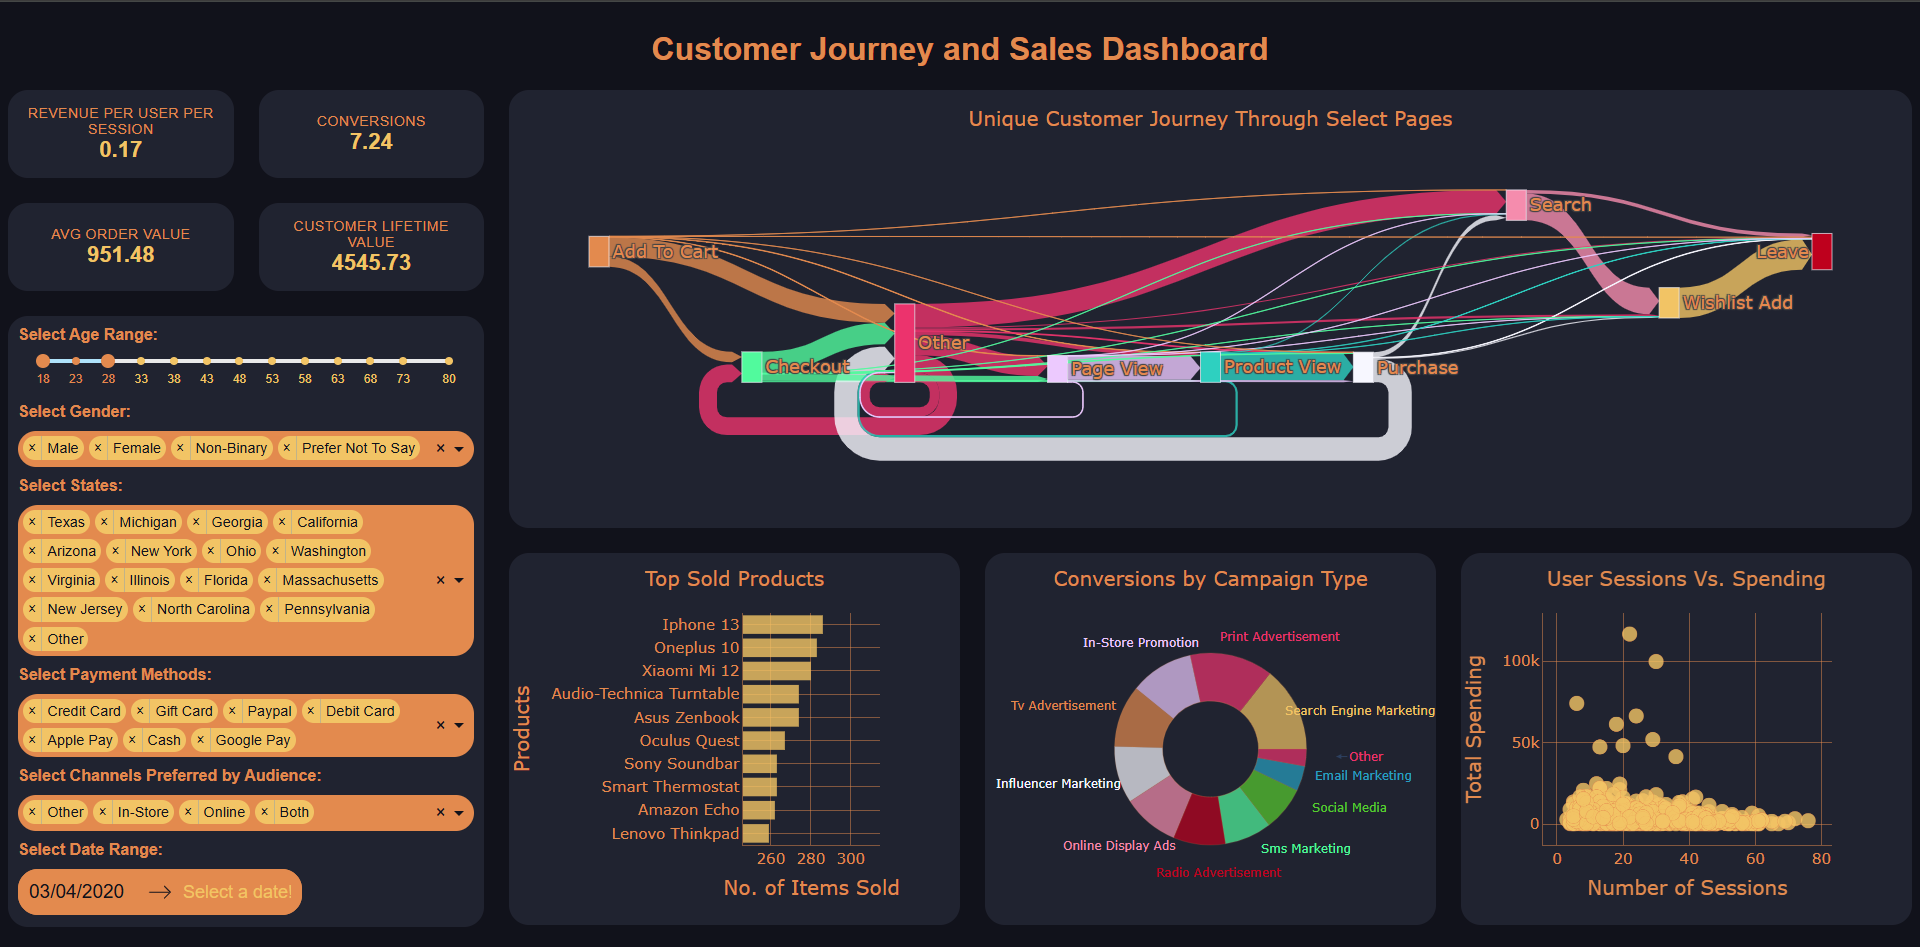 Customer Journey and Sales Dashboard
REVENUE PER USER PER
SESSION
0.17
CONVERSIONS
7.24
AVG ORDER VALUE
951.48
CUSTOMER LIFETIME
VALUE
4545.73
Select Age Range:
18 23 28 33 38 43 48 53 58 63 68 73 80
Select Gender:
× Male × Female × Non-Binary × Prefer Not To Say ×
Select States:
× Texas × Michigan × Georgia × California
× Arizona × New York × Ohio × Washington
× Virginia × Illinois × Florida × Massachusetts ×
× New Jersey × North Carolina × Pennsylvania
× Other
Select Payment Methods:
× Credit Card × Gift Card × Paypal × Debit Card
× Apple Pay × Cash × Google Pay ×
Select Channels Preferred by Audience:
× Other × In-Store × Online × Both ×
Select Date Range:
03/04/2020 → Select a date!
Unique Customer Journey Through Select Pages
Add To Cart
Checkout
Other
Page View
Product View
Purchase
Search
Wishlist Add
Leave
Top Sold Products
Products
Iphone 13
Oneplus 10
Xiaomi Mi 12
Audio-Technica Turntable
Asus Zenbook
Oculus Quest
Sony Soundbar
Smart Thermostat
Amazon Echo
Lenovo Thinkpad
260 280 300
No. of Items Sold
Conversions by Campaign Type
Print Advertisement
In-Store Promotion
Tv Advertisement
Search Engine Marketing
Other
Email Marketing
Influencer Marketing
Social Media
Online Display Ads
Sms Marketing
Radio Advertisement
User Sessions Vs. Spending
Total Spending
100k
50k
0
0 20 40 60 80
Number of Sessions